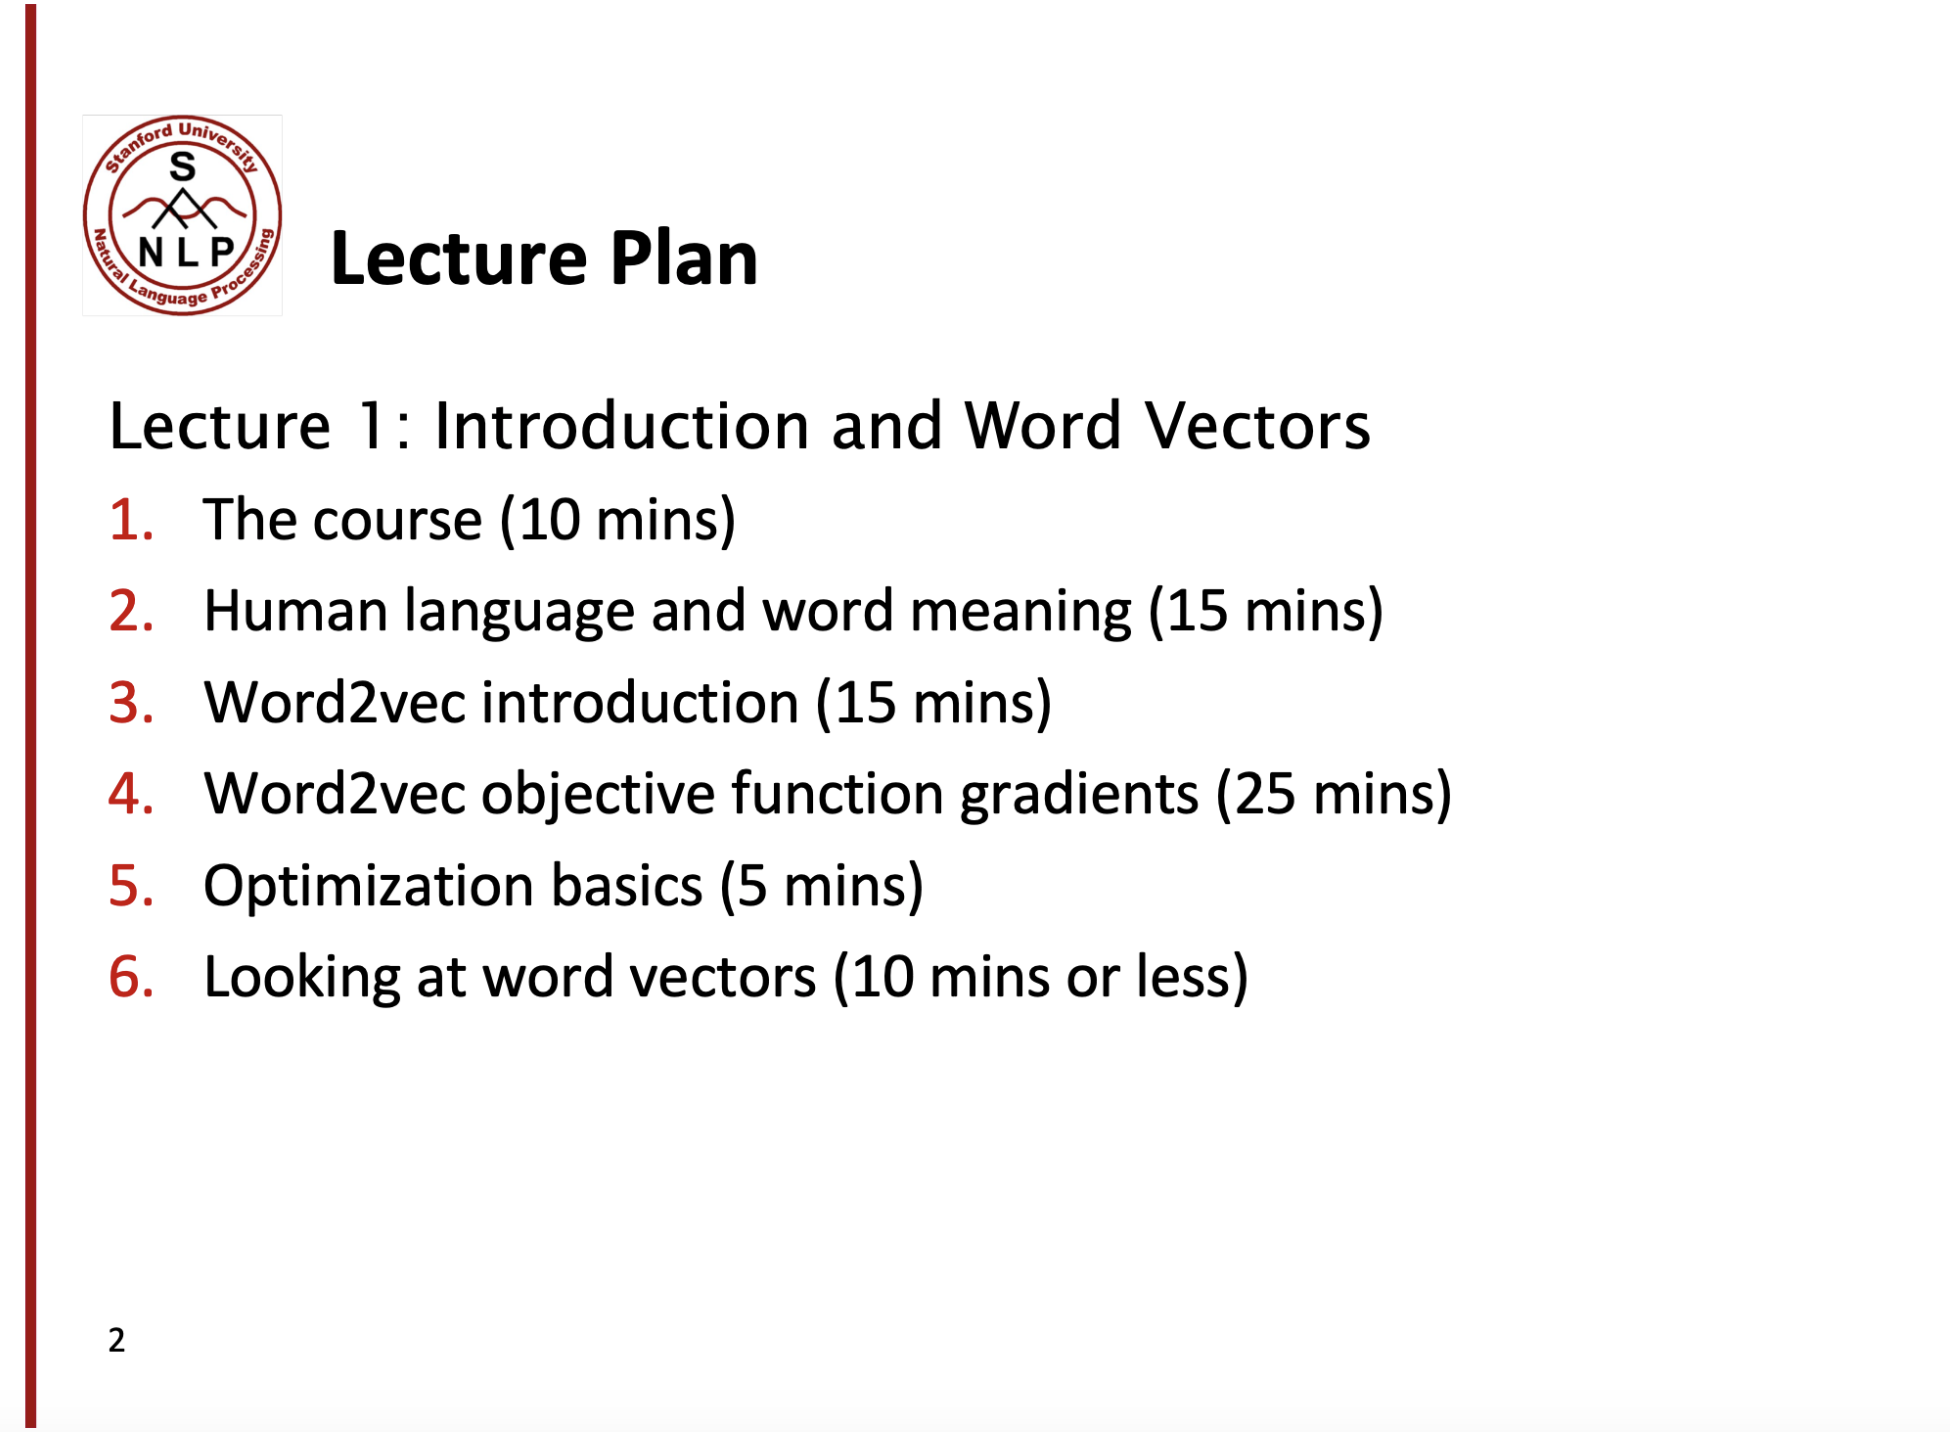 Stanford University
S
N L P
Natural Language Processing
Lecture Plan
Lecture 1: Introduction and Word Vectors
1. The course (10 mins)
2. Human language and word meaning (15 mins)
3. Word2vec introduction (15 mins)
4. Word2vec objective function gradients (25 mins)
5. Optimization basics (5 mins)
6. Looking at word vectors (10 mins or less)
2